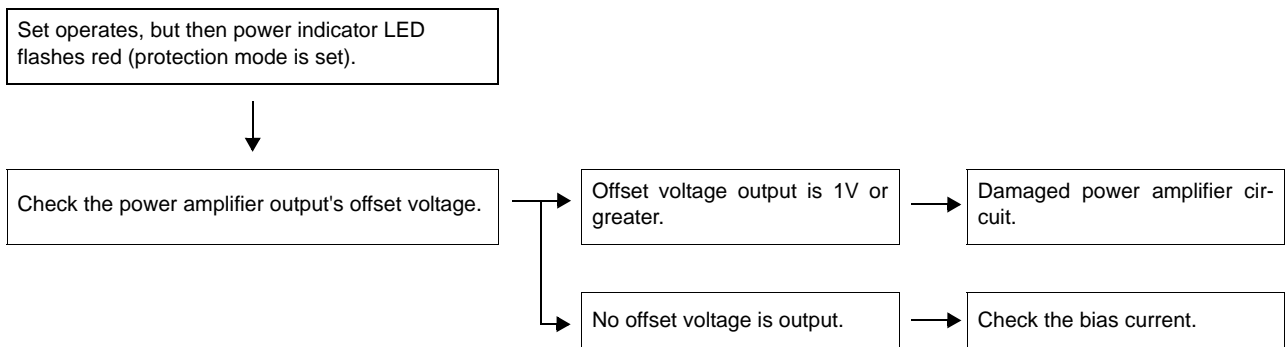 Set operates, but then power indicator LED
flashes red (protection mode is set).
Check the power amplifier output's offset voltage.
Offset voltage output is 1V or
greater.
Damaged power amplifier cir-
cuit.
No offset voltage is output.
Check the bias current.